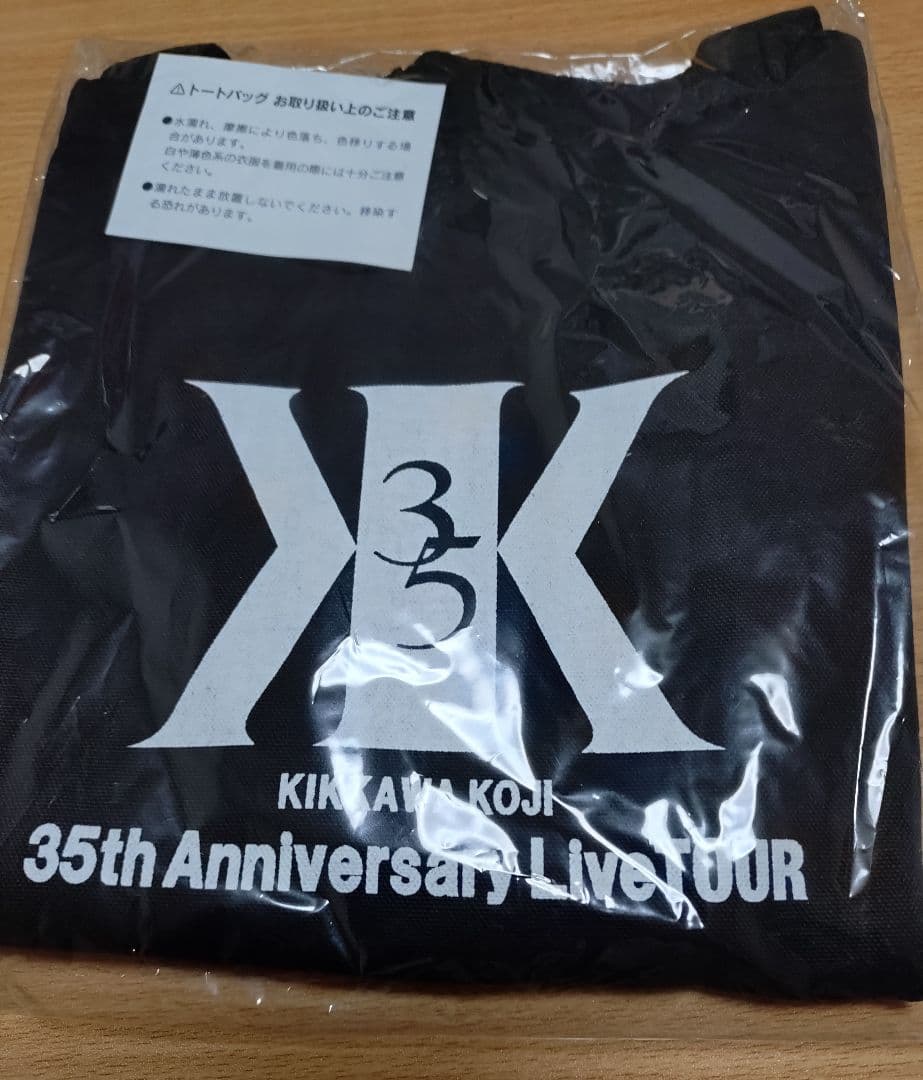 ⚠トートバッグ お取り扱い上のご注意
●水濡れ、摩擦により色落ち、色移りする場
合があります。
白や薄色系の衣服を着用の際には十分ご注意
ください。
●濡れたまま放置しないでください。移染す
る恐れがあります。
KK
35
KIKKAWA KOJI
35th Anniversary LiveTOUR